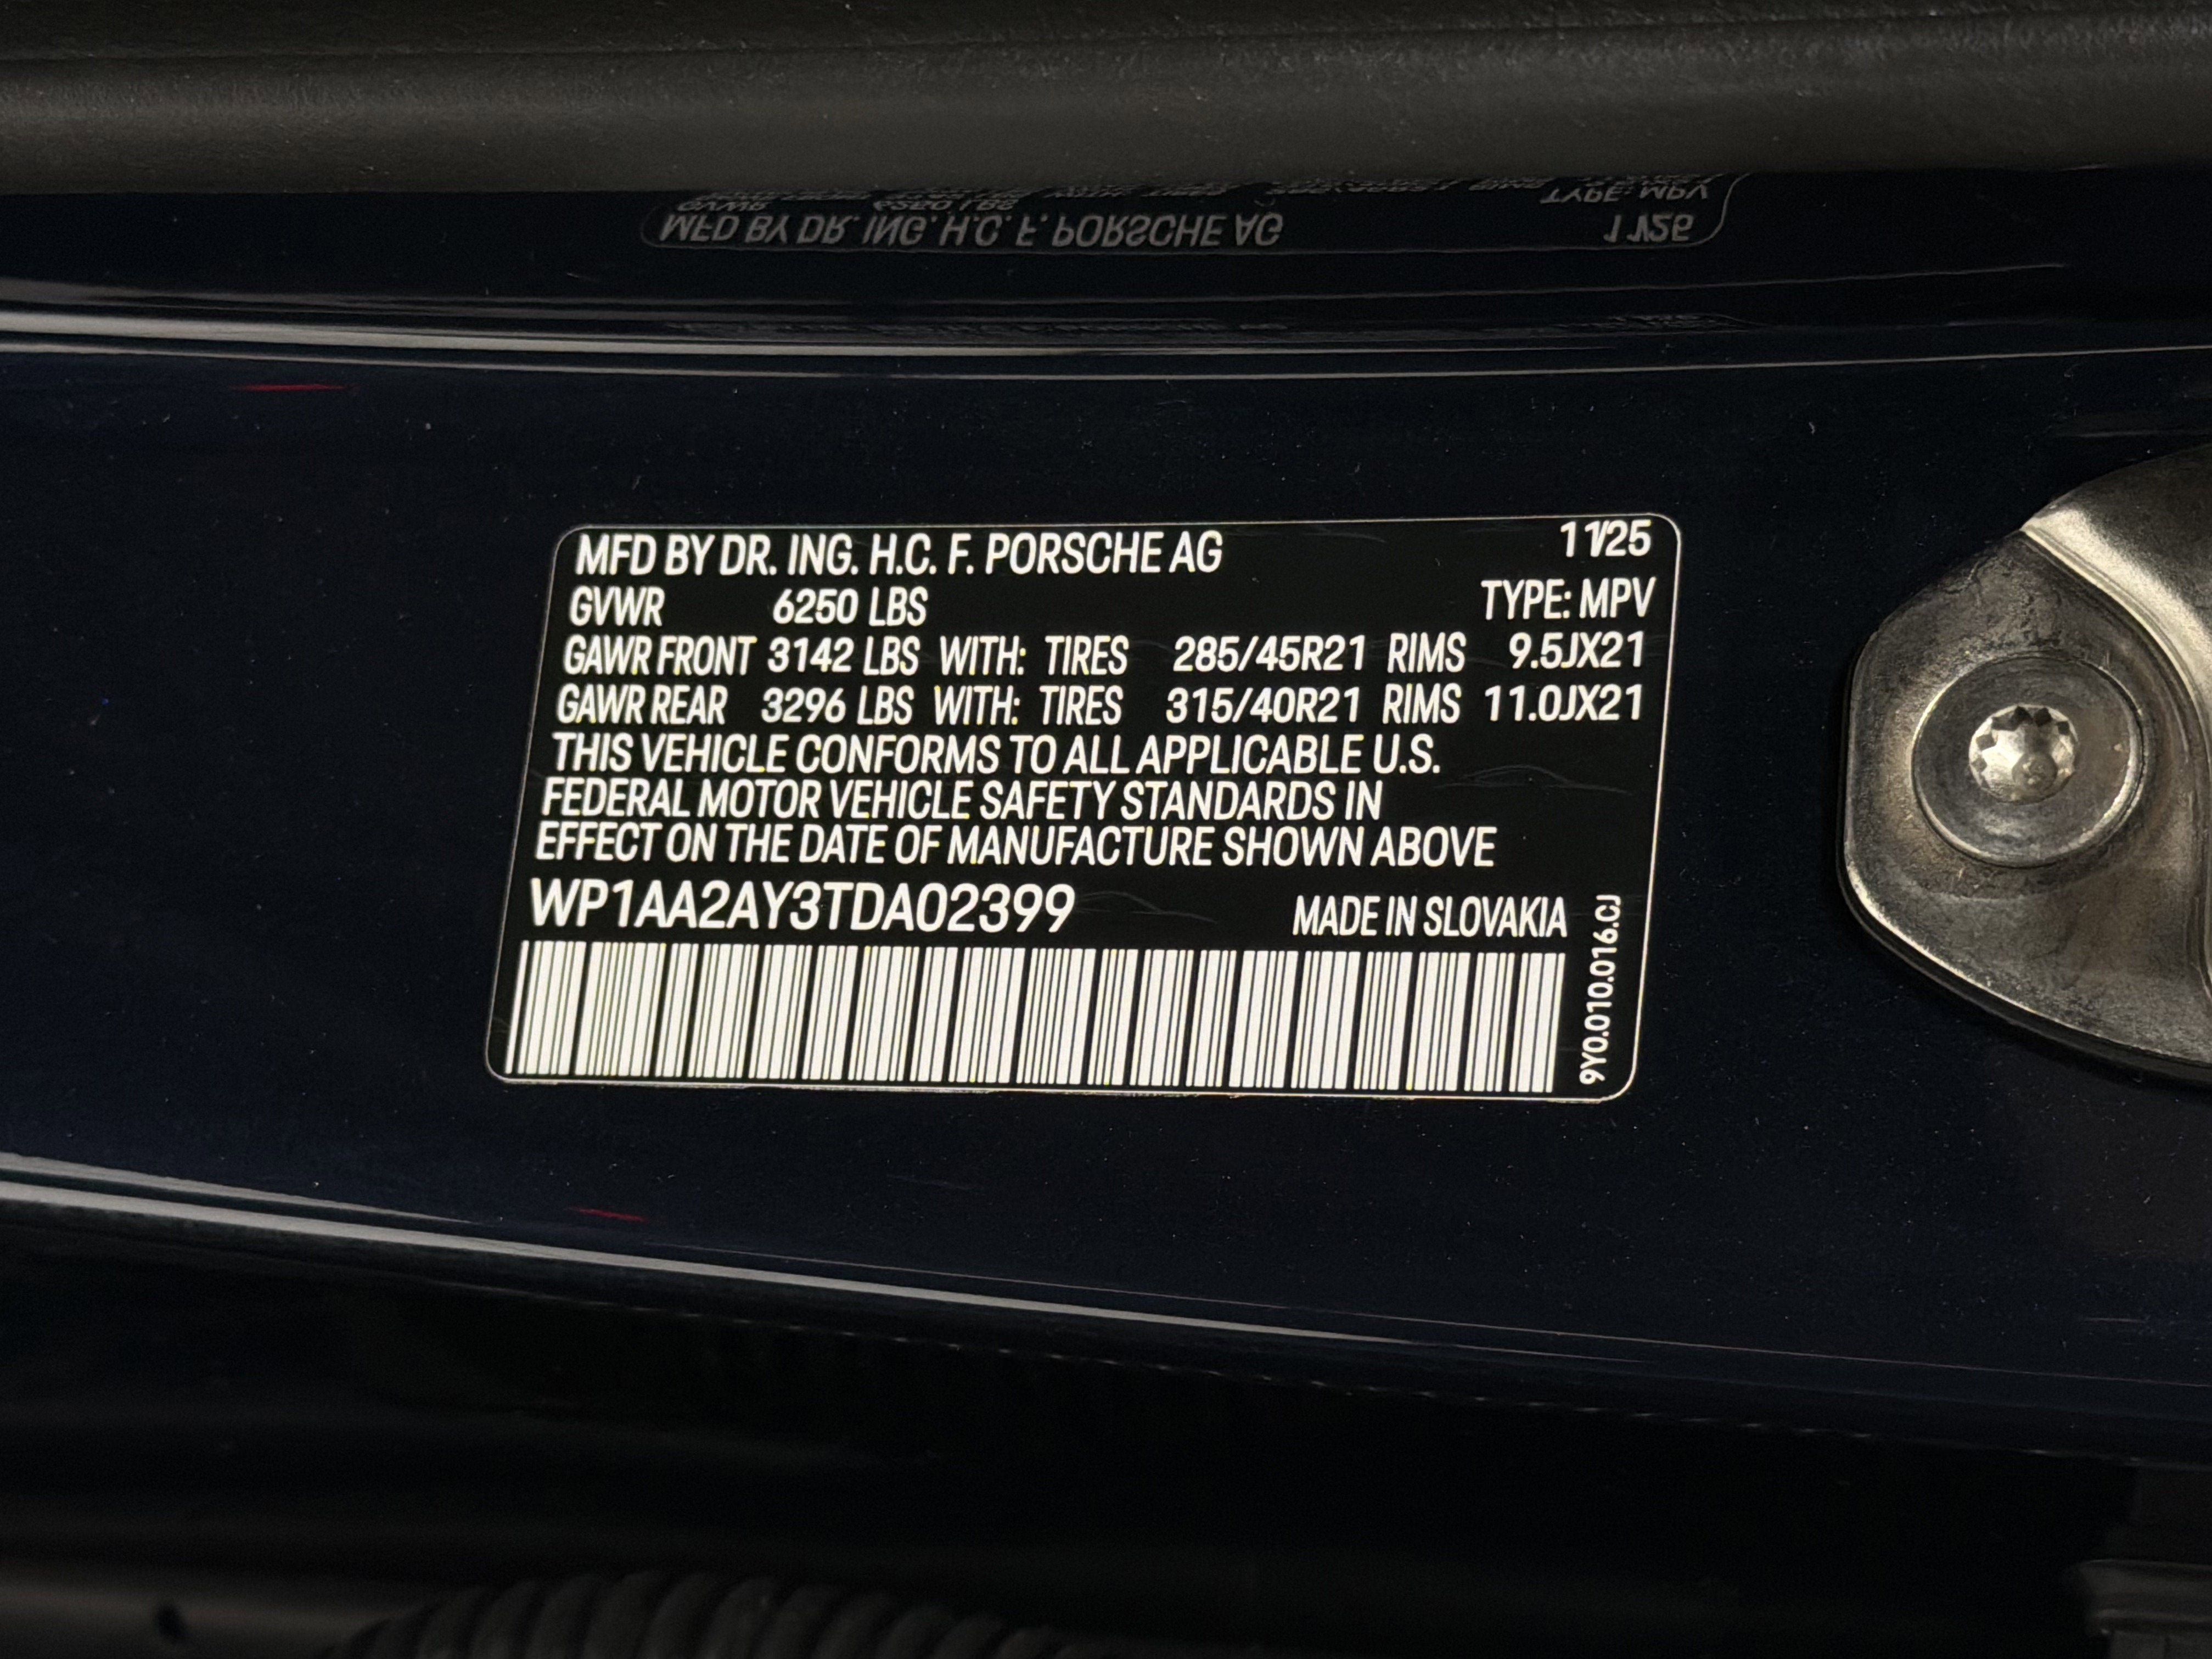 MFD BY DR. ING. H.C. F. PORSCHE AG 11/25
GVWR 6250 LBS TYPE: MPV
GAWR FRONT 3142 LBS WITH: TIRES 285/45R21 RIMS 9.5JX21
GAWR REAR 3296 LBS WITH: TIRES 315/40R21 RIMS 11.0JX21
THIS VEHICLE CONFORMS TO ALL APPLICABLE U.S.
FEDERAL MOTOR VEHICLE SAFETY STANDARDS IN
EFFECT ON THE DATE OF MANUFACTURE SHOWN ABOVE
WP1AA2AY3TDA02399 MADE IN SLOVAKIA
9Y0.010.016.CJ